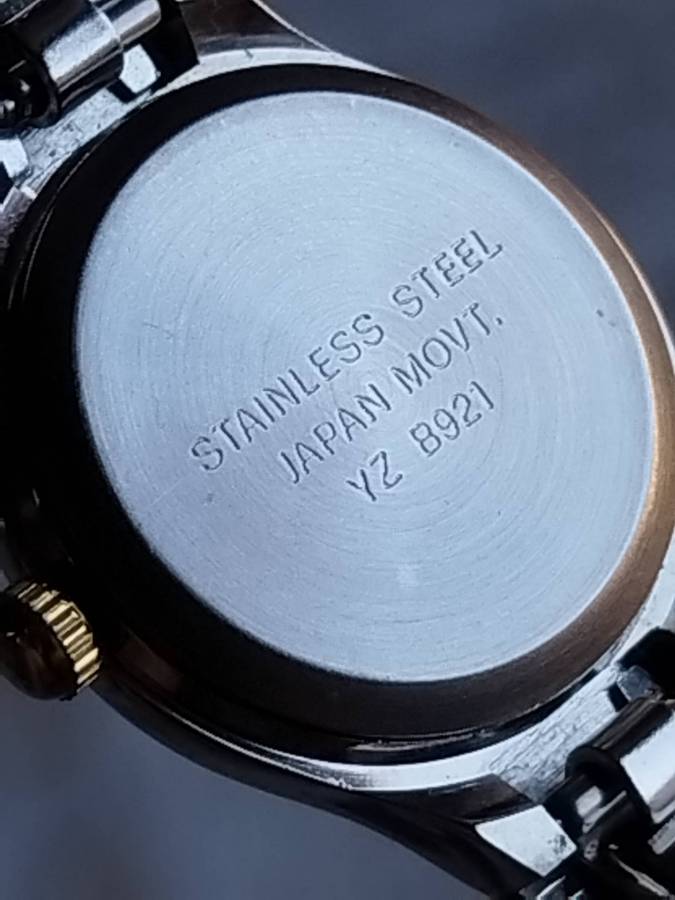 STAINLESS STEEL
JAPAN MOVT.
YZ B921